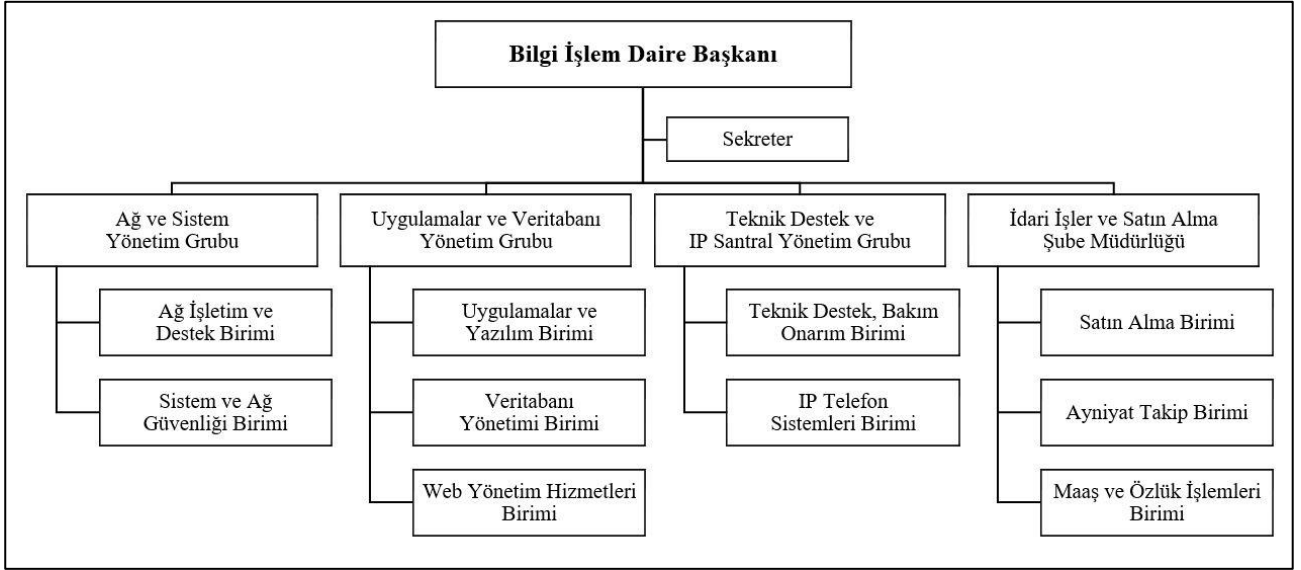 Bilgi İşlem Daire Başkanı
Sekreter
Ağ ve Sistem
Yönetim Grubu
Ağ İşletim ve
Destek Birimi
Sistem ve Ağ
Güvenliği Birimi
Uygulamalar ve Veritabanı
Yönetim Grubu
Uygulamalar ve
Yazılım Birimi
Veritabanı
Yönetimi Birimi
Web Yönetim Hizmetleri
Birimi
Teknik Destek ve
IP Santral Yönetim Grubu
Teknik Destek, Bakım
Onarım Birimi
IP Telefon
Sistemleri Birimi
İdari İşler ve Satın Alma
Şube Müdürlüğü
Satın Alma Birimi
Ayniyat Takip Birimi
Maaş ve Özlük İşlemleri
Birimi